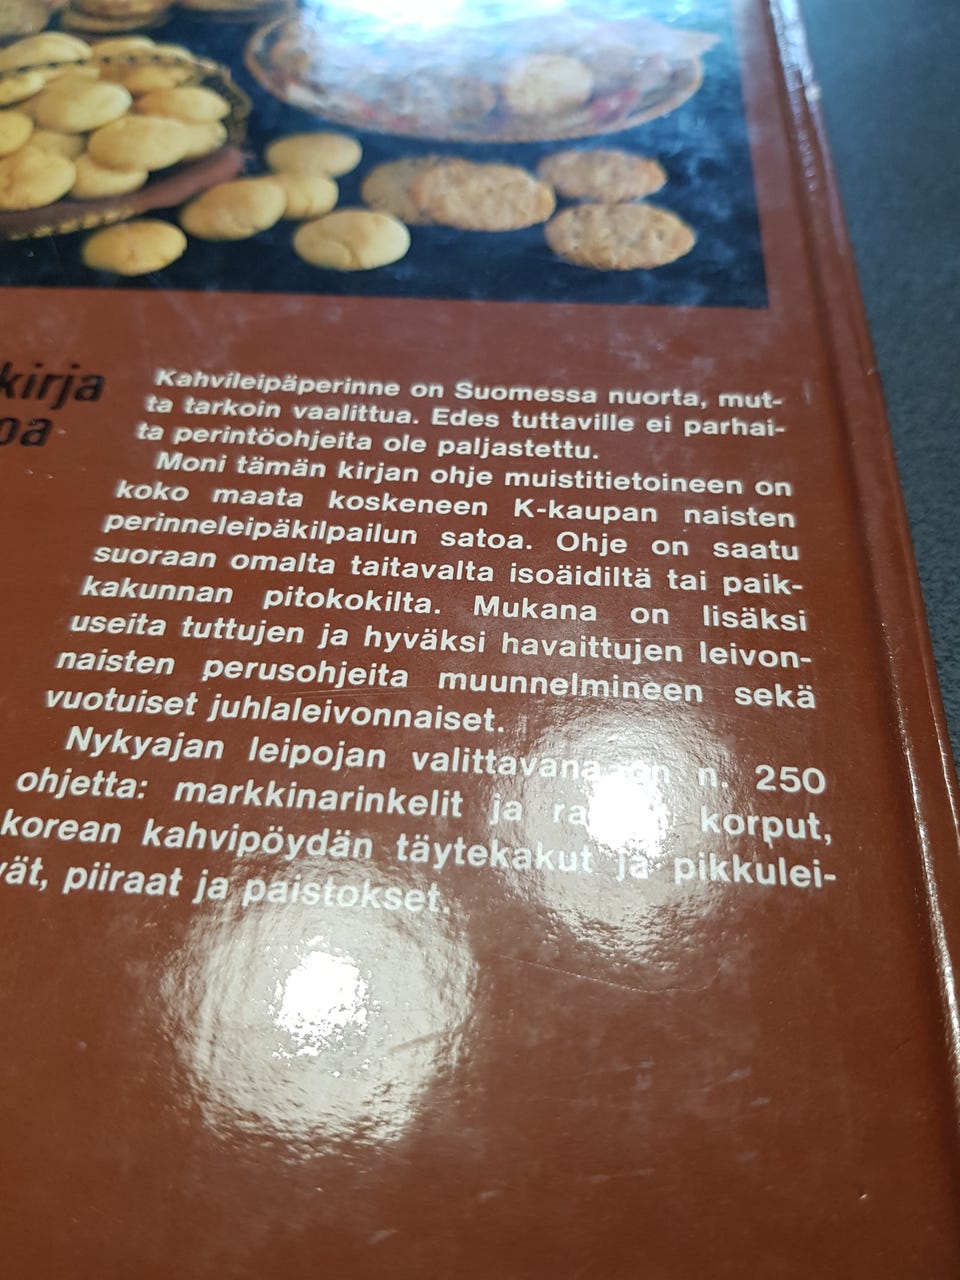 kirja
oa
Kahvileipäperinne on Suomessa nuorta, mut-
ta tarkoin vaalittua. Edes tuttaville ei parhai-
ta perintöohjeita ole paljastettu.
Moni tämän kirjan ohje muistitietoineen on
koko maata koskeneen K-kaupan naisten
perinneleipäkilpailun satoa. Ohje on saatu
suoraan omalta taitavalta isoäidiltä tai paik-
kakunnan pitokokilta. Mukana on lisäksi
useita tuttujen ja hyväksi havaittujen leivon-
naisten perusohjeita muunnelmineen sekä
vuotuiset juhlaleivonnaiset.
Nykyajan leipojan valittavana on n. 250
ohjetta: markkinarinkelit ja korput,
korean kahvipöydän täytekakut ja pikkulei-
vät, piiraat ja paistokset.